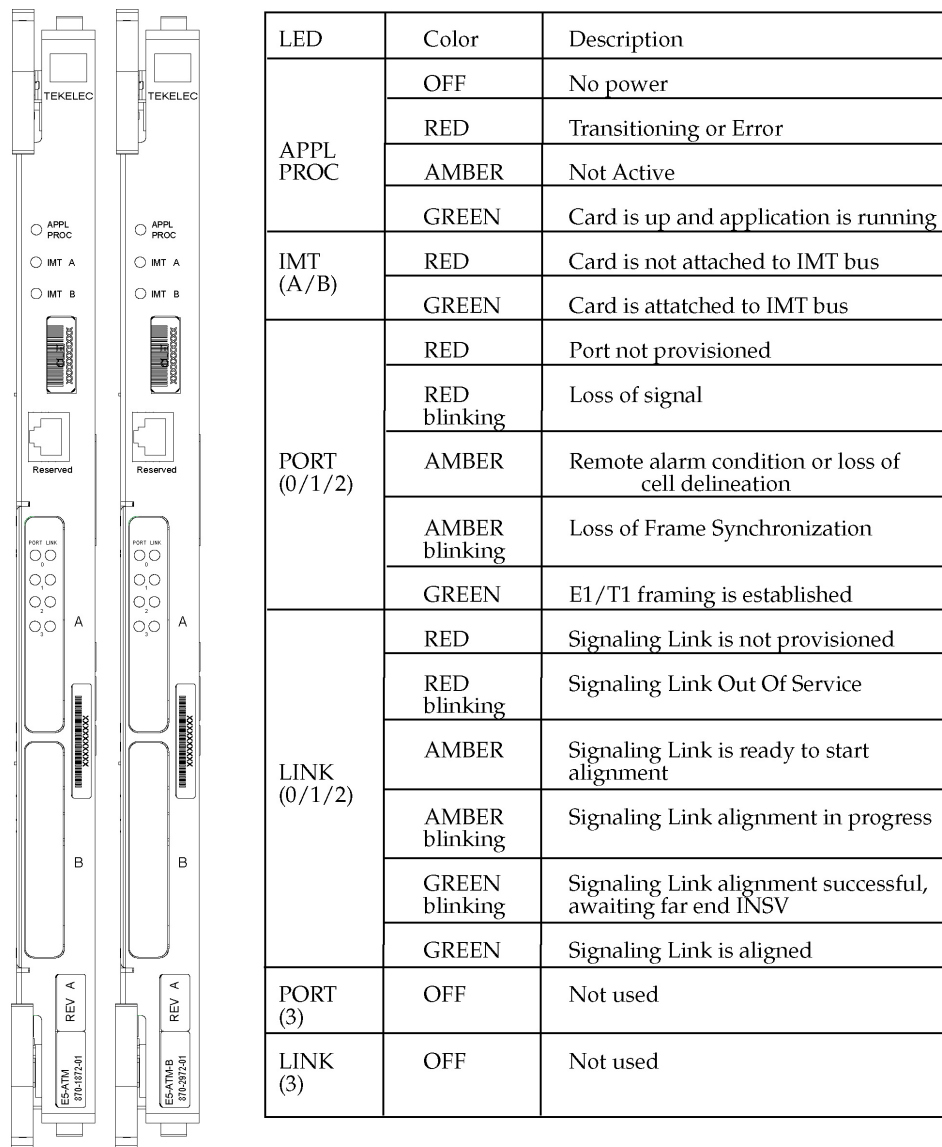 TEKELEC
APPL
PROC
IMT A
IMT B
XXXXXXXXXX
Reserved
PORT LINK
0
1
2
3
A
XXXXXXXXXX
B
REV A
E5-ATM
870-1872-01
TEKELEC
APPL
PROC
IMT A
IMT B
XXXXXXXXXX
Reserved
PORT LINK
0
1
2
3
A
XXXXXXXXXX
B
REV A
E5-ATM-B
870-2972-01
LED Color Description
APPL
PROC
OFF No power
RED Transitioning or Error
AMBER Not Active
GREEN Card is up and application is running
IMT
(A/B)
RED Card is not attached to IMT bus
GREEN Card is attatched to IMT bus
PORT
(0/1/2)
RED Port not provisioned
RED
blinking
Loss of signal
AMBER Remote alarm condition or loss of
cell delineation
AMBER
blinking
Loss of Frame Synchronization
GREEN E1/T1 framing is established
LINK
(0/1/2)
RED Signaling Link is not provisioned
RED
blinking
Signaling Link Out Of Service
AMBER Signaling Link is ready to start
alignment
AMBER
blinking
Signaling Link alignment in progress
GREEN
blinking
Signaling Link alignment successful,
awaiting far end INSV
GREEN Signaling Link is aligned
PORT
(3)
OFF Not used
LINK
(3)
OFF Not used